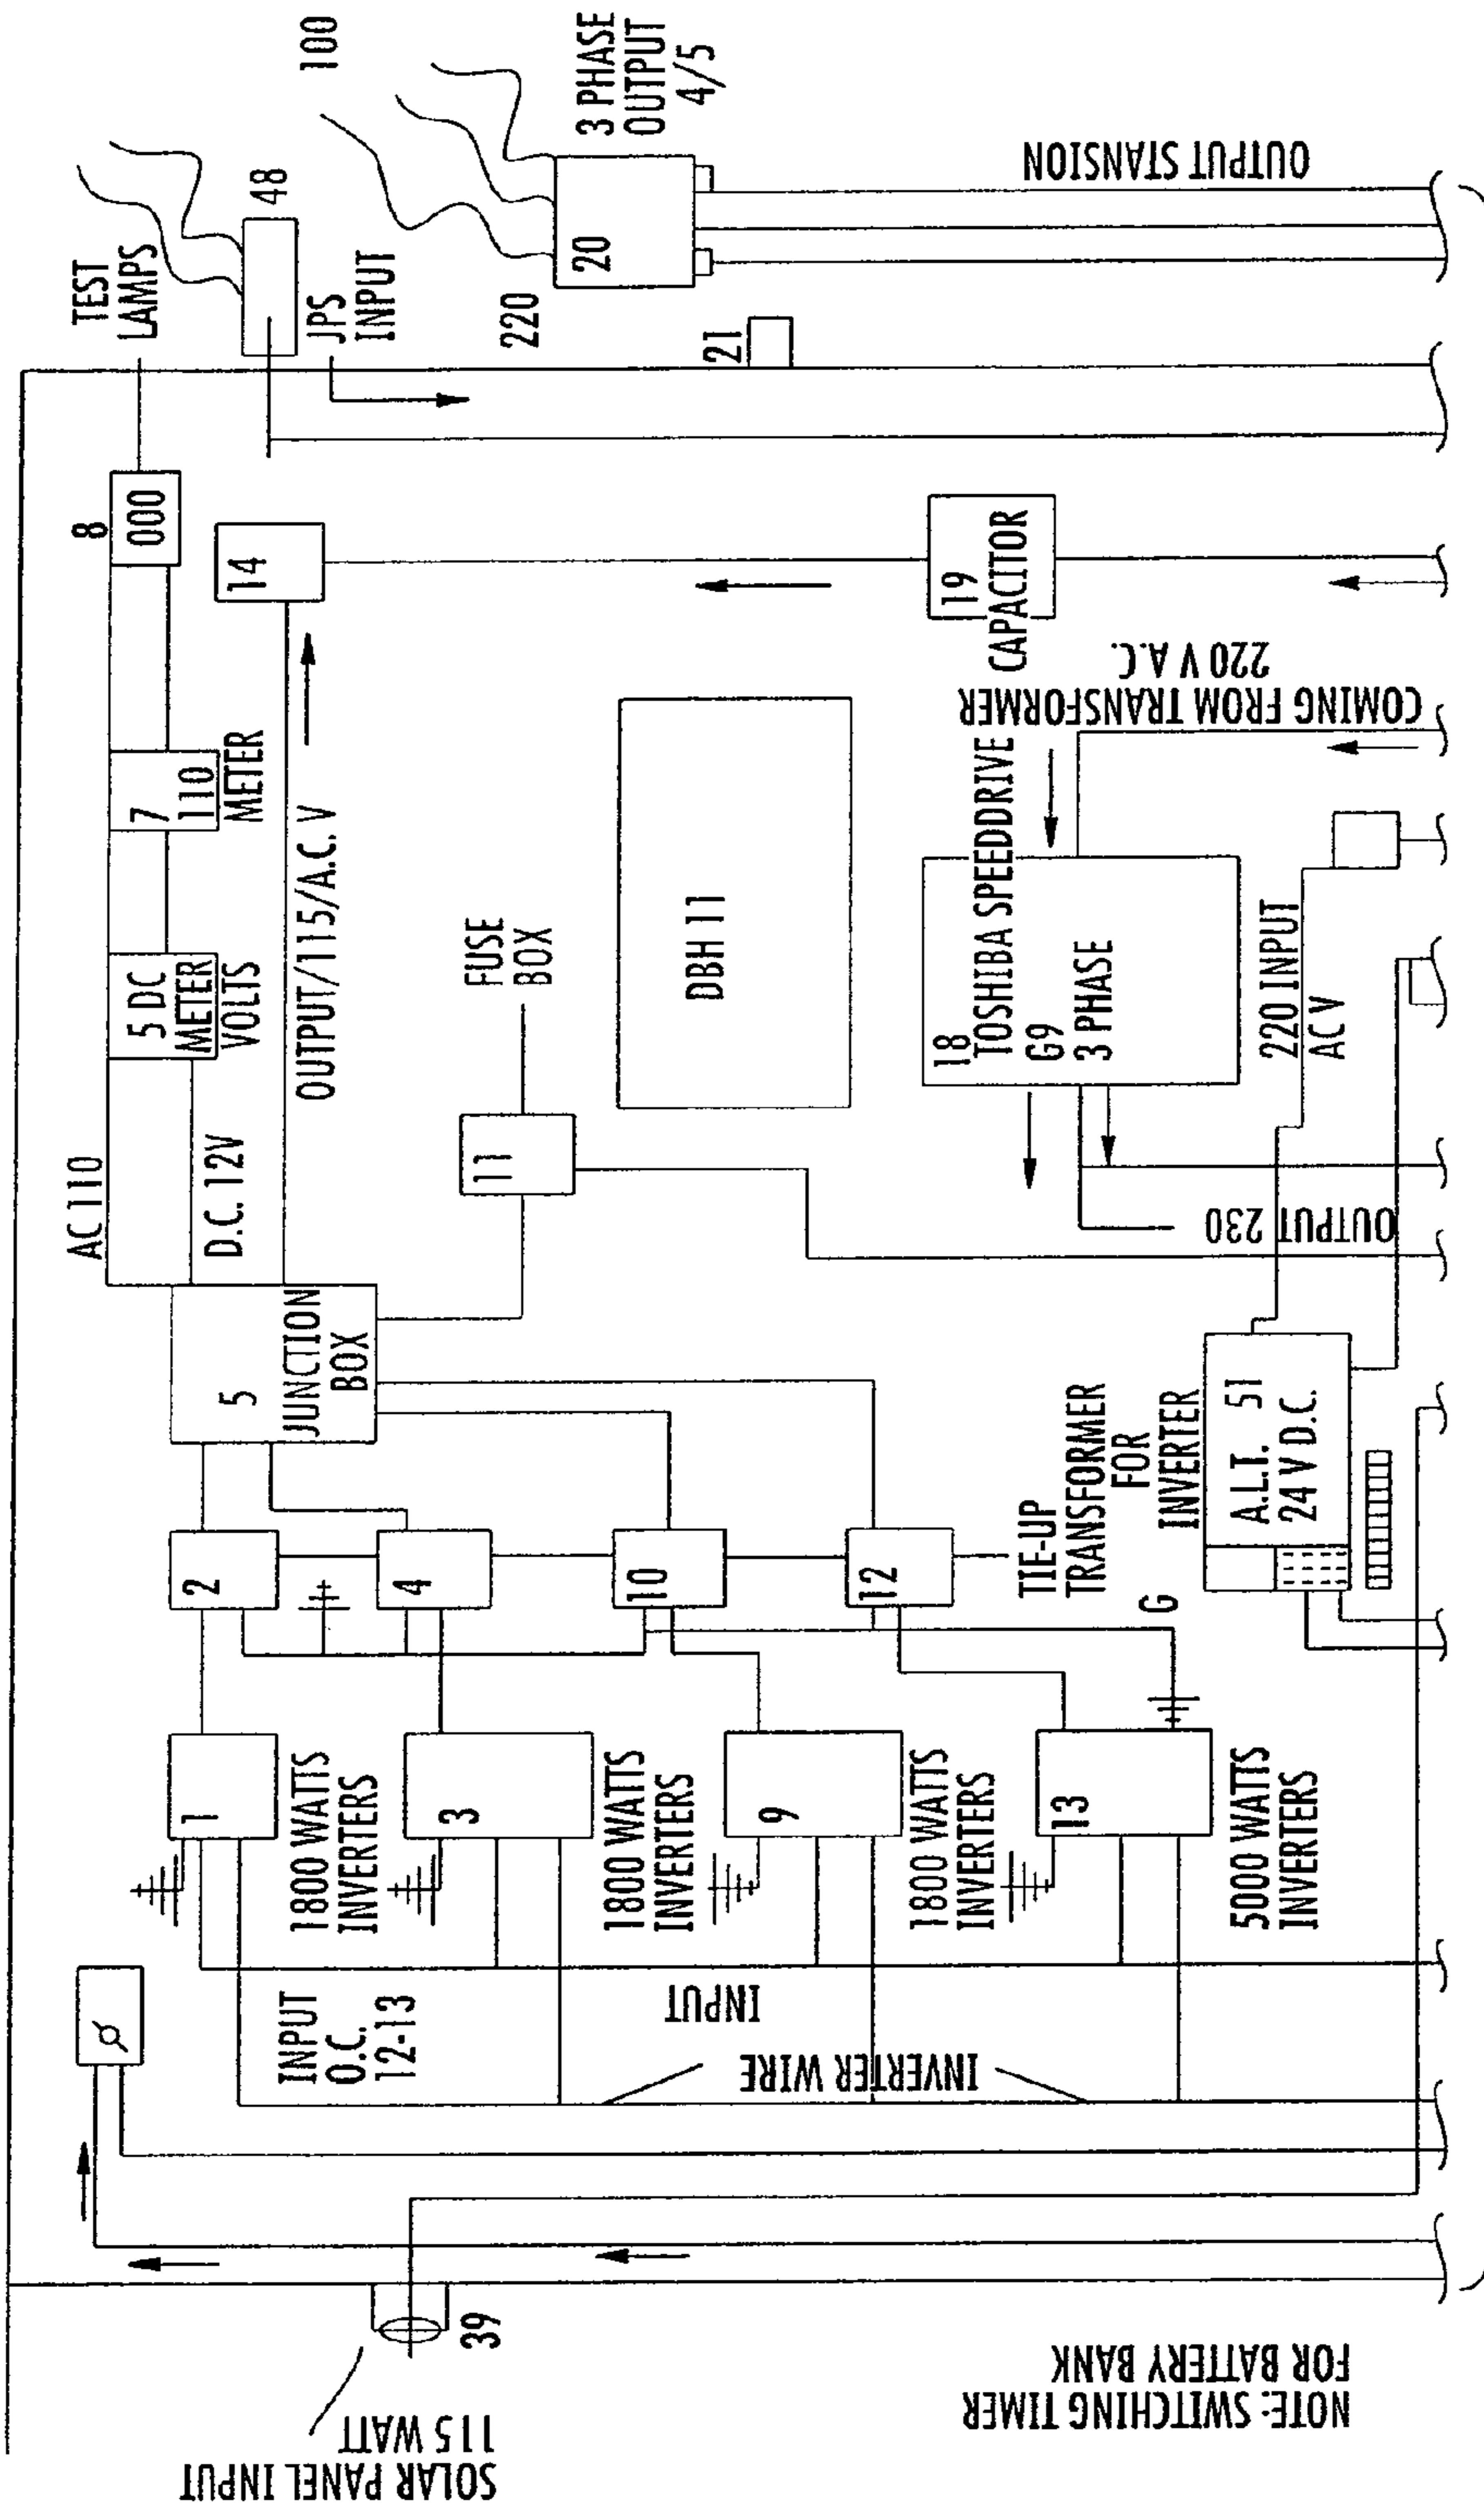 100
TEST
LAMPS
48
JPS
INPUT
3 PHASE
OUTPUT
4/5
20
220
21
OUTPUT STANSION
8
000
14
7
110
METER
5 DC
METER
VOLTS
AC110
D.C. 12V
OUTPUT/115/A.C. V
FUSE
BOX
11
DBH 11
19
CAPACITOR
COMING FROM TRANSFORMER
220 V A.C.
18
TOSHIBA SPEEDDRIVE
G9
3 PHASE
220 INPUT
AC V
OUTPUT 230
5
JUNCTION
BOX
2
4
10
12
TIE-UP
TRANSFORMER
FOR
INVERTER
A.L.T. 51
24 V D.C.
G
1
1800 WATTS
INVERTERS
3
1800 WATTS
INVERTERS
9
1800 WATTS
INVERTERS
13
5000 WATTS
INVERTERS
INPUT
O.C.
12-13
INPUT
INVERTER WIRE
39
SOLAR PANEL INPUT
115 WATT
NOTE: SWITCHING TIMER
FOR BATTERY BANK